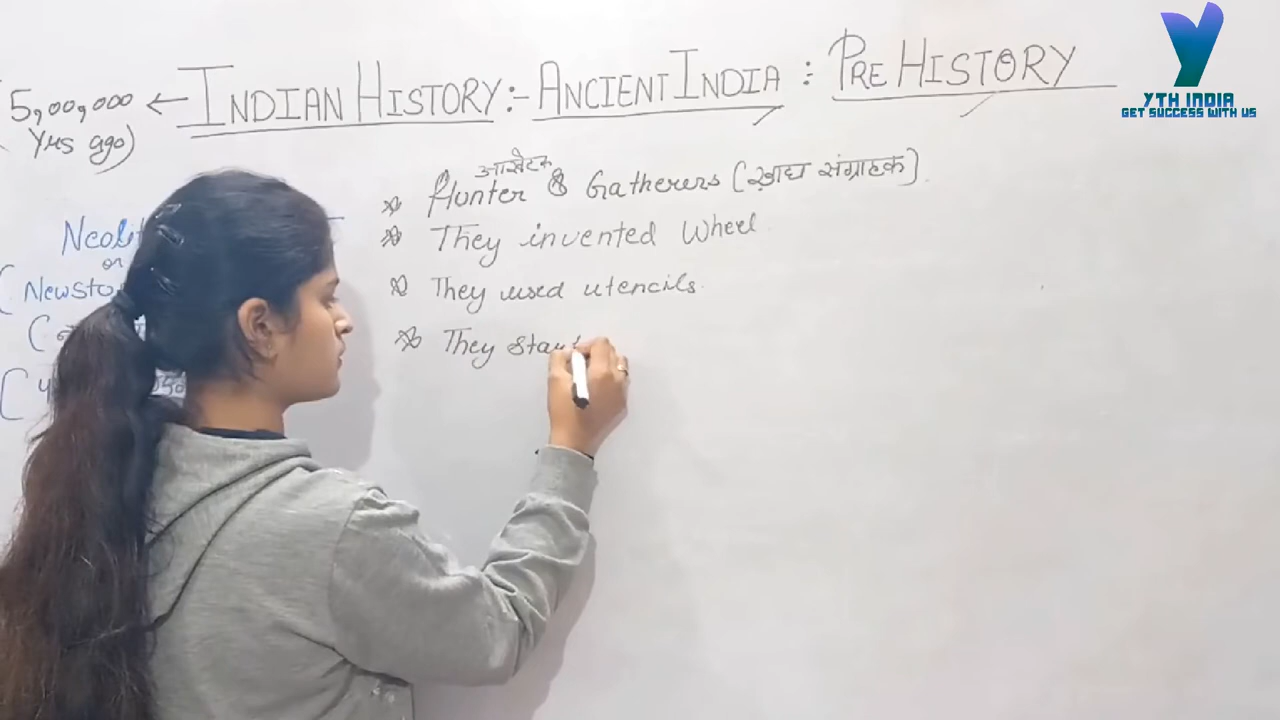 5,00,000 ← INDIAN HISTORY:- ANCIENT INDIA : PRE HISTORY
Yrs ago)
YTH INDIA
GET SUCCESS WITH US
आखेटक
* Hunter & Gatherers (खाद्य संग्राहक)
* They invented Wheel
* They used utencils.
* They
or